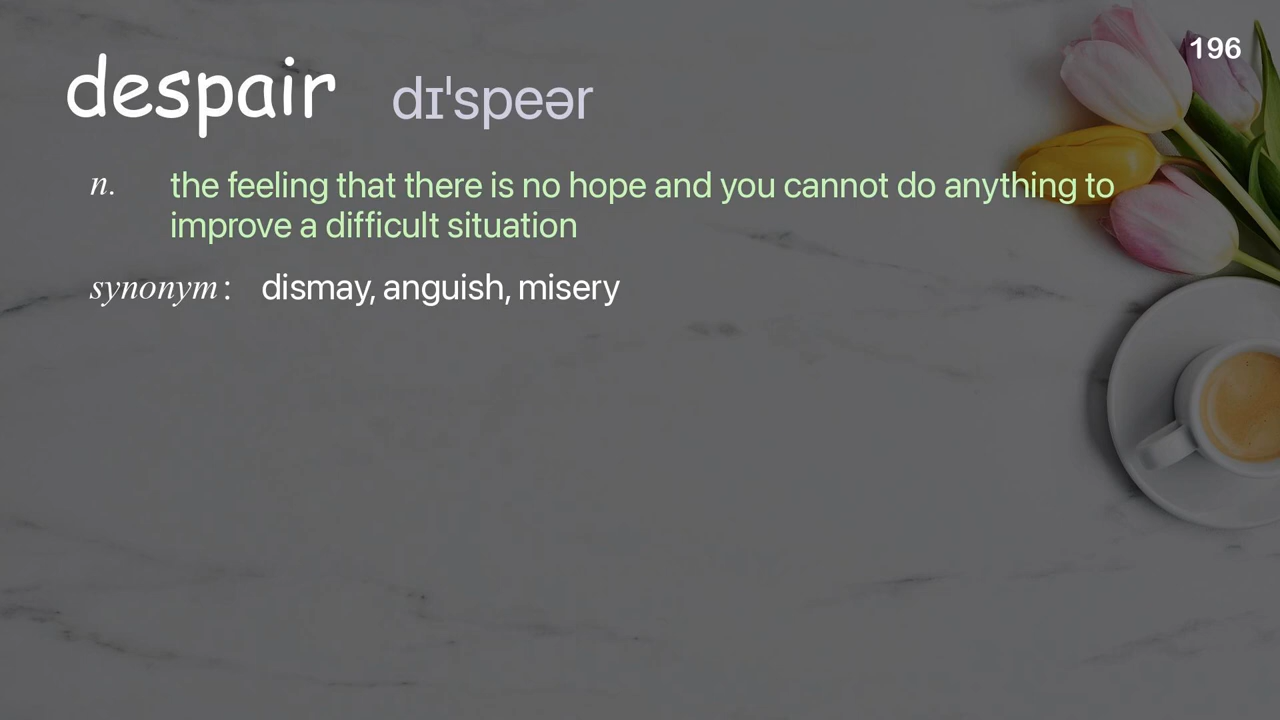 196
despair dɪˈspeər
n. the feeling that there is no hope and you cannot do anything to
improve a difficult situation
synonym: dismay, anguish, misery